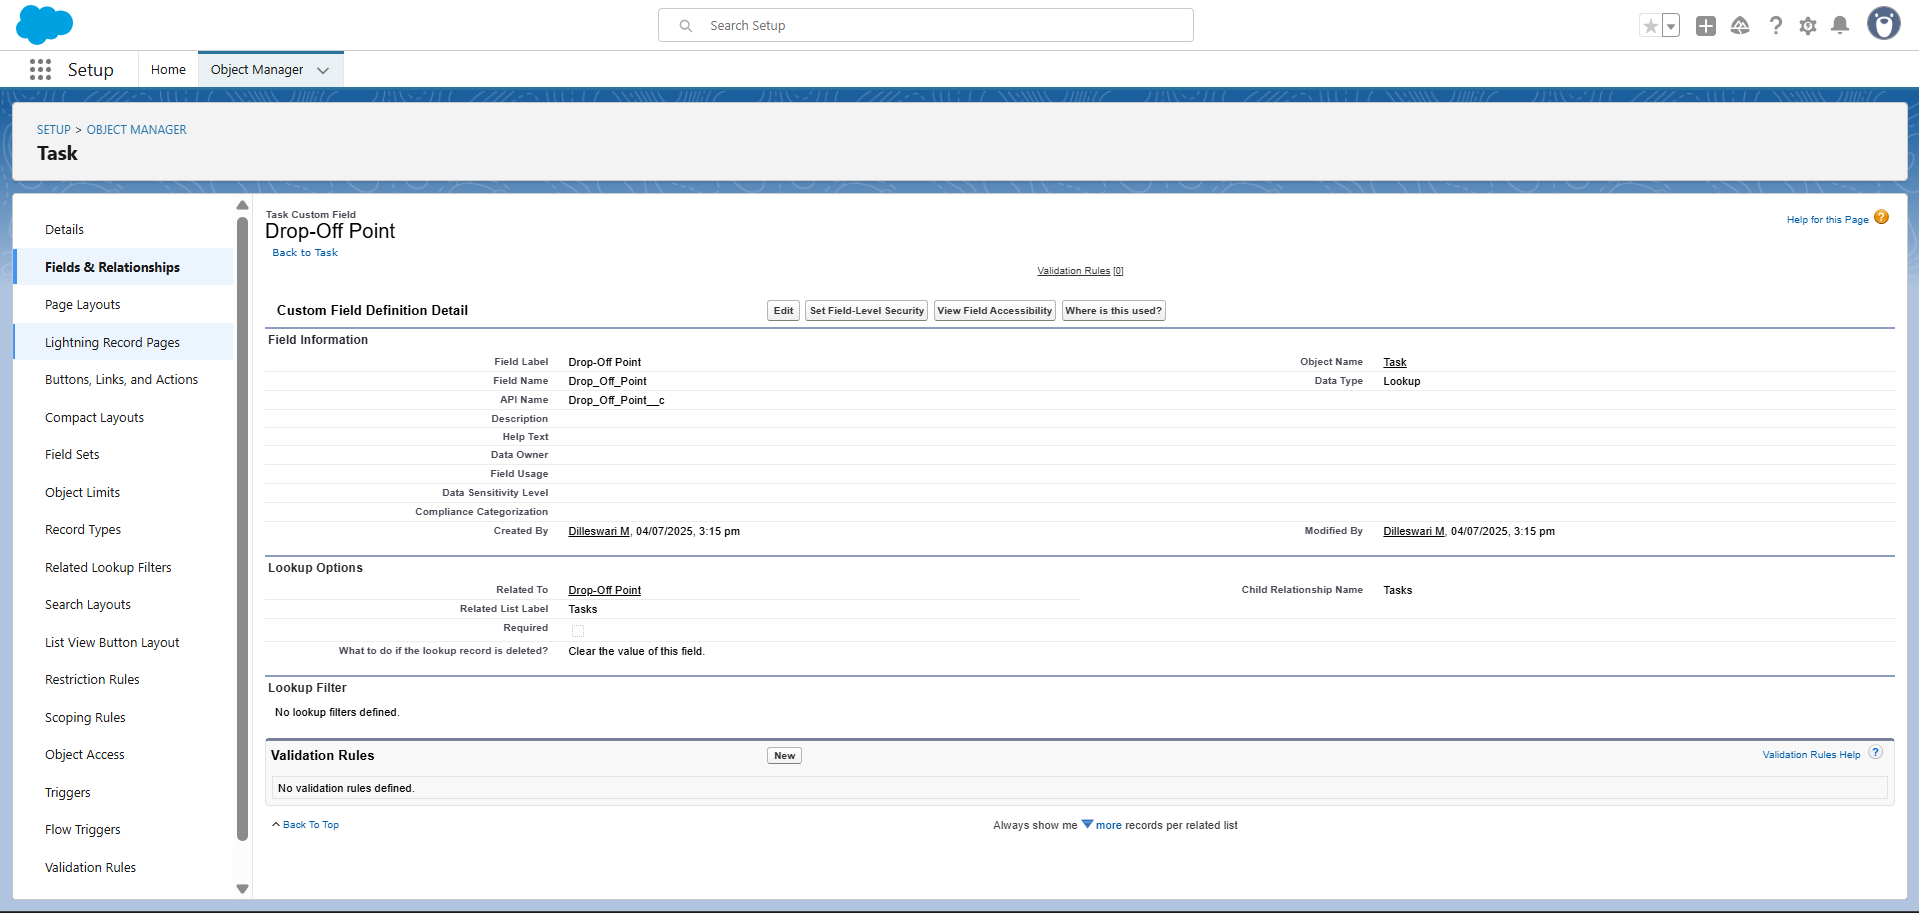 Search Setup
Setup
Home
Object Manager
SETUP > OBJECT MANAGER
Task
Details
Fields & Relationships
Page Layouts
Lightning Record Pages
Buttons, Links, and Actions
Compact Layouts
Field Sets
Object Limits
Record Types
Related Lookup Filters
Search Layouts
List View Button Layout
Restriction Rules
Scoping Rules
Object Access
Triggers
Flow Triggers
Validation Rules
Task Custom Field
Drop-Off Point
Back to Task
Help for this Page ?
Validation Rules [0]
Custom Field Definition Detail
Edit
Set Field-Level Security
View Field Accessibility
Where is this used?
Field Information
Field Label Drop-Off Point Object Name Task
Field Name Drop_Off_Point Data Type Lookup
API Name Drop_Off_Point__c
Description
Help Text
Data Owner
Field Usage
Data Sensitivity Level
Compliance Categorization
Created By Dilleswari M, 04/07/2025, 3:15 pm Modified By Dilleswari M, 04/07/2025, 3:15 pm
Lookup Options
Related To Drop-Off Point Child Relationship Name Tasks
Related List Label Tasks
Required
What to do if the lookup record is deleted? Clear the value of this field.
Lookup Filter
No lookup filters defined.
Validation Rules New Validation Rules Help ?
No validation rules defined.
Back To Top Always show me more records per related list